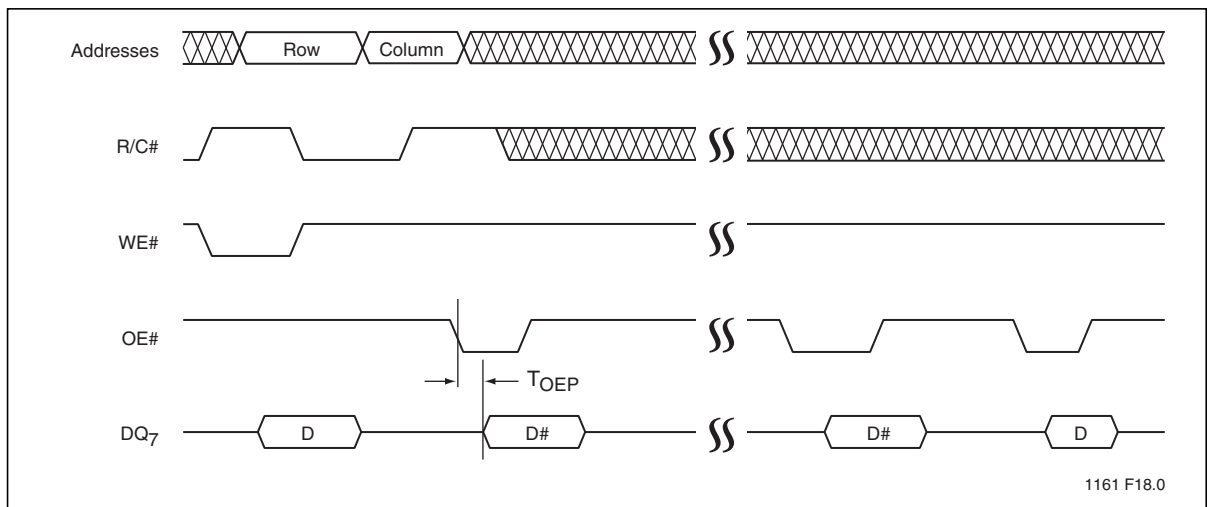 Addresses
Row
Column
R/C#
WE#
OE#
TOEP
DQ7
D
D#
D#
D
1161 F18.0